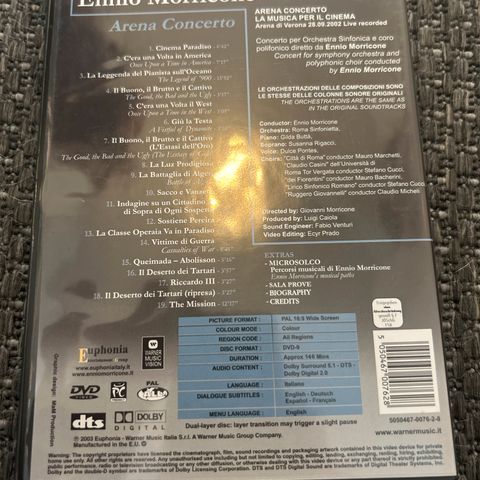 Ennio Morricone
Arena Concerto
1. Cinema Paradiso
2. C'era una Volta in America
Once Upon a Time in America
3. La Leggenda del Pianista sull'Oceano
The Legend of '900
4. Il Buono, il Brutto e il Cattivo
The Good, the Bad and the Ugly
5. C'era una Volta il West
Once Upon a Time in the West
6. Giù la Testa
A Fistful of Dynamite
7. Il Buono, il Brutto e il Cattivo
(L'Estasi dell'Oro)
The Good, the Bad and the Ugly (The Ecstasy of
8. La Luz Prodigiosa
9. La Battaglia di Algeri
Battle of
10. Sacco e Vanzetti
11. Indagine su un Cittadino
di Sopra di Ogni Sospetto
12. Sostiene Pereira
13. La Classe Operaia Va in Paradiso
14. Vittime di Guerra
Casualties of War
15. Queimada – Abolisson
16. Il Deserto dei Tartari
17. Riccardo III
18. Il Deserto dei Tartari (ripresa)
19. The Mission
ARENA CONCERTO
LA MUSICA PER IL CINEMA
Arena di Verona 28.09.2002 Live recorded
Concerto per Orchestra Sinfonica e coro
polifonico diretto da Ennio Morricone
Concert for symphony orchestra and
polyphonic choir conducted
by Ennio Morricone
LE ORCHESTRAZIONI DELLE COMPOSIZIONI SONO
LE STESSE DELLE COLONNE SONORE ORIGINALI
THE ORCHESTRATIONS ARE THE SAME AS
IN THE ORIGINAL SOUNDTRACKS
Conductor: Ennio Morricone
Orchestra: Roma Sinfonietta,
Piano: Gilda Buttà,
Soprano: Susanna Rigacci,
Voice: Dulce Pontes,
Choirs: "Città di Roma" conductor Mauro Marchetti,
"Claudio Casini" dell'Università di
Roma Tor Vergata conductor Stefano Cucci,
"dei Fiorentini" conductor Mauro Bacherini,
"Lirico Sinfonico Romano" conductor Stefano Cucci
"Ruggero Giovannelli" conductor Claudio Micheli
Directed by: Giovanni Morricone
Produced by: Luigi Caiola
Sound Engineer: Fabio Venturi
Video Editing: Ecyr Prado
EXTRAS
- MICROSOLCO
Percorsi musicali di Ennio Morricone
Ennio Morricone's musical paths
- SALA PROVE
- BIOGRAPHY
- CREDITS
PICTURE FORMAT : PAL 16:9 Wide Screen
COLOUR MODE : Colour
REGION CODE : All Regions
DISC FORMAT : DVD-9
DURATION : Approx 144 Mins
AUDIO CONTENT : Dolby Surround 5.1 - DTS -
Dolby Digital 2.0
LANGUAGE : Italiano
DIALOGUE SUBTITLES : English - Deutsch
Español - Français
MENU LANGUAGE : English
Dual-layer disc: layer transition may trigger a slight pause
Euphonia
www.euphoniaitaly.it
www.enniomorricone.it
WARNER
MUSIC
VISION
DVD
VIDEO
PC
PAL
dts
DOLBY
DIGITAL
Graphic design: M&M Production
℗ 2003 Euphonia – Warner Music Italia S.r.l. A Warner Music Group Company.
Manufactured in the E.U.
5050467-0076-2-8
www.warnermusic.it
5 050467 007628